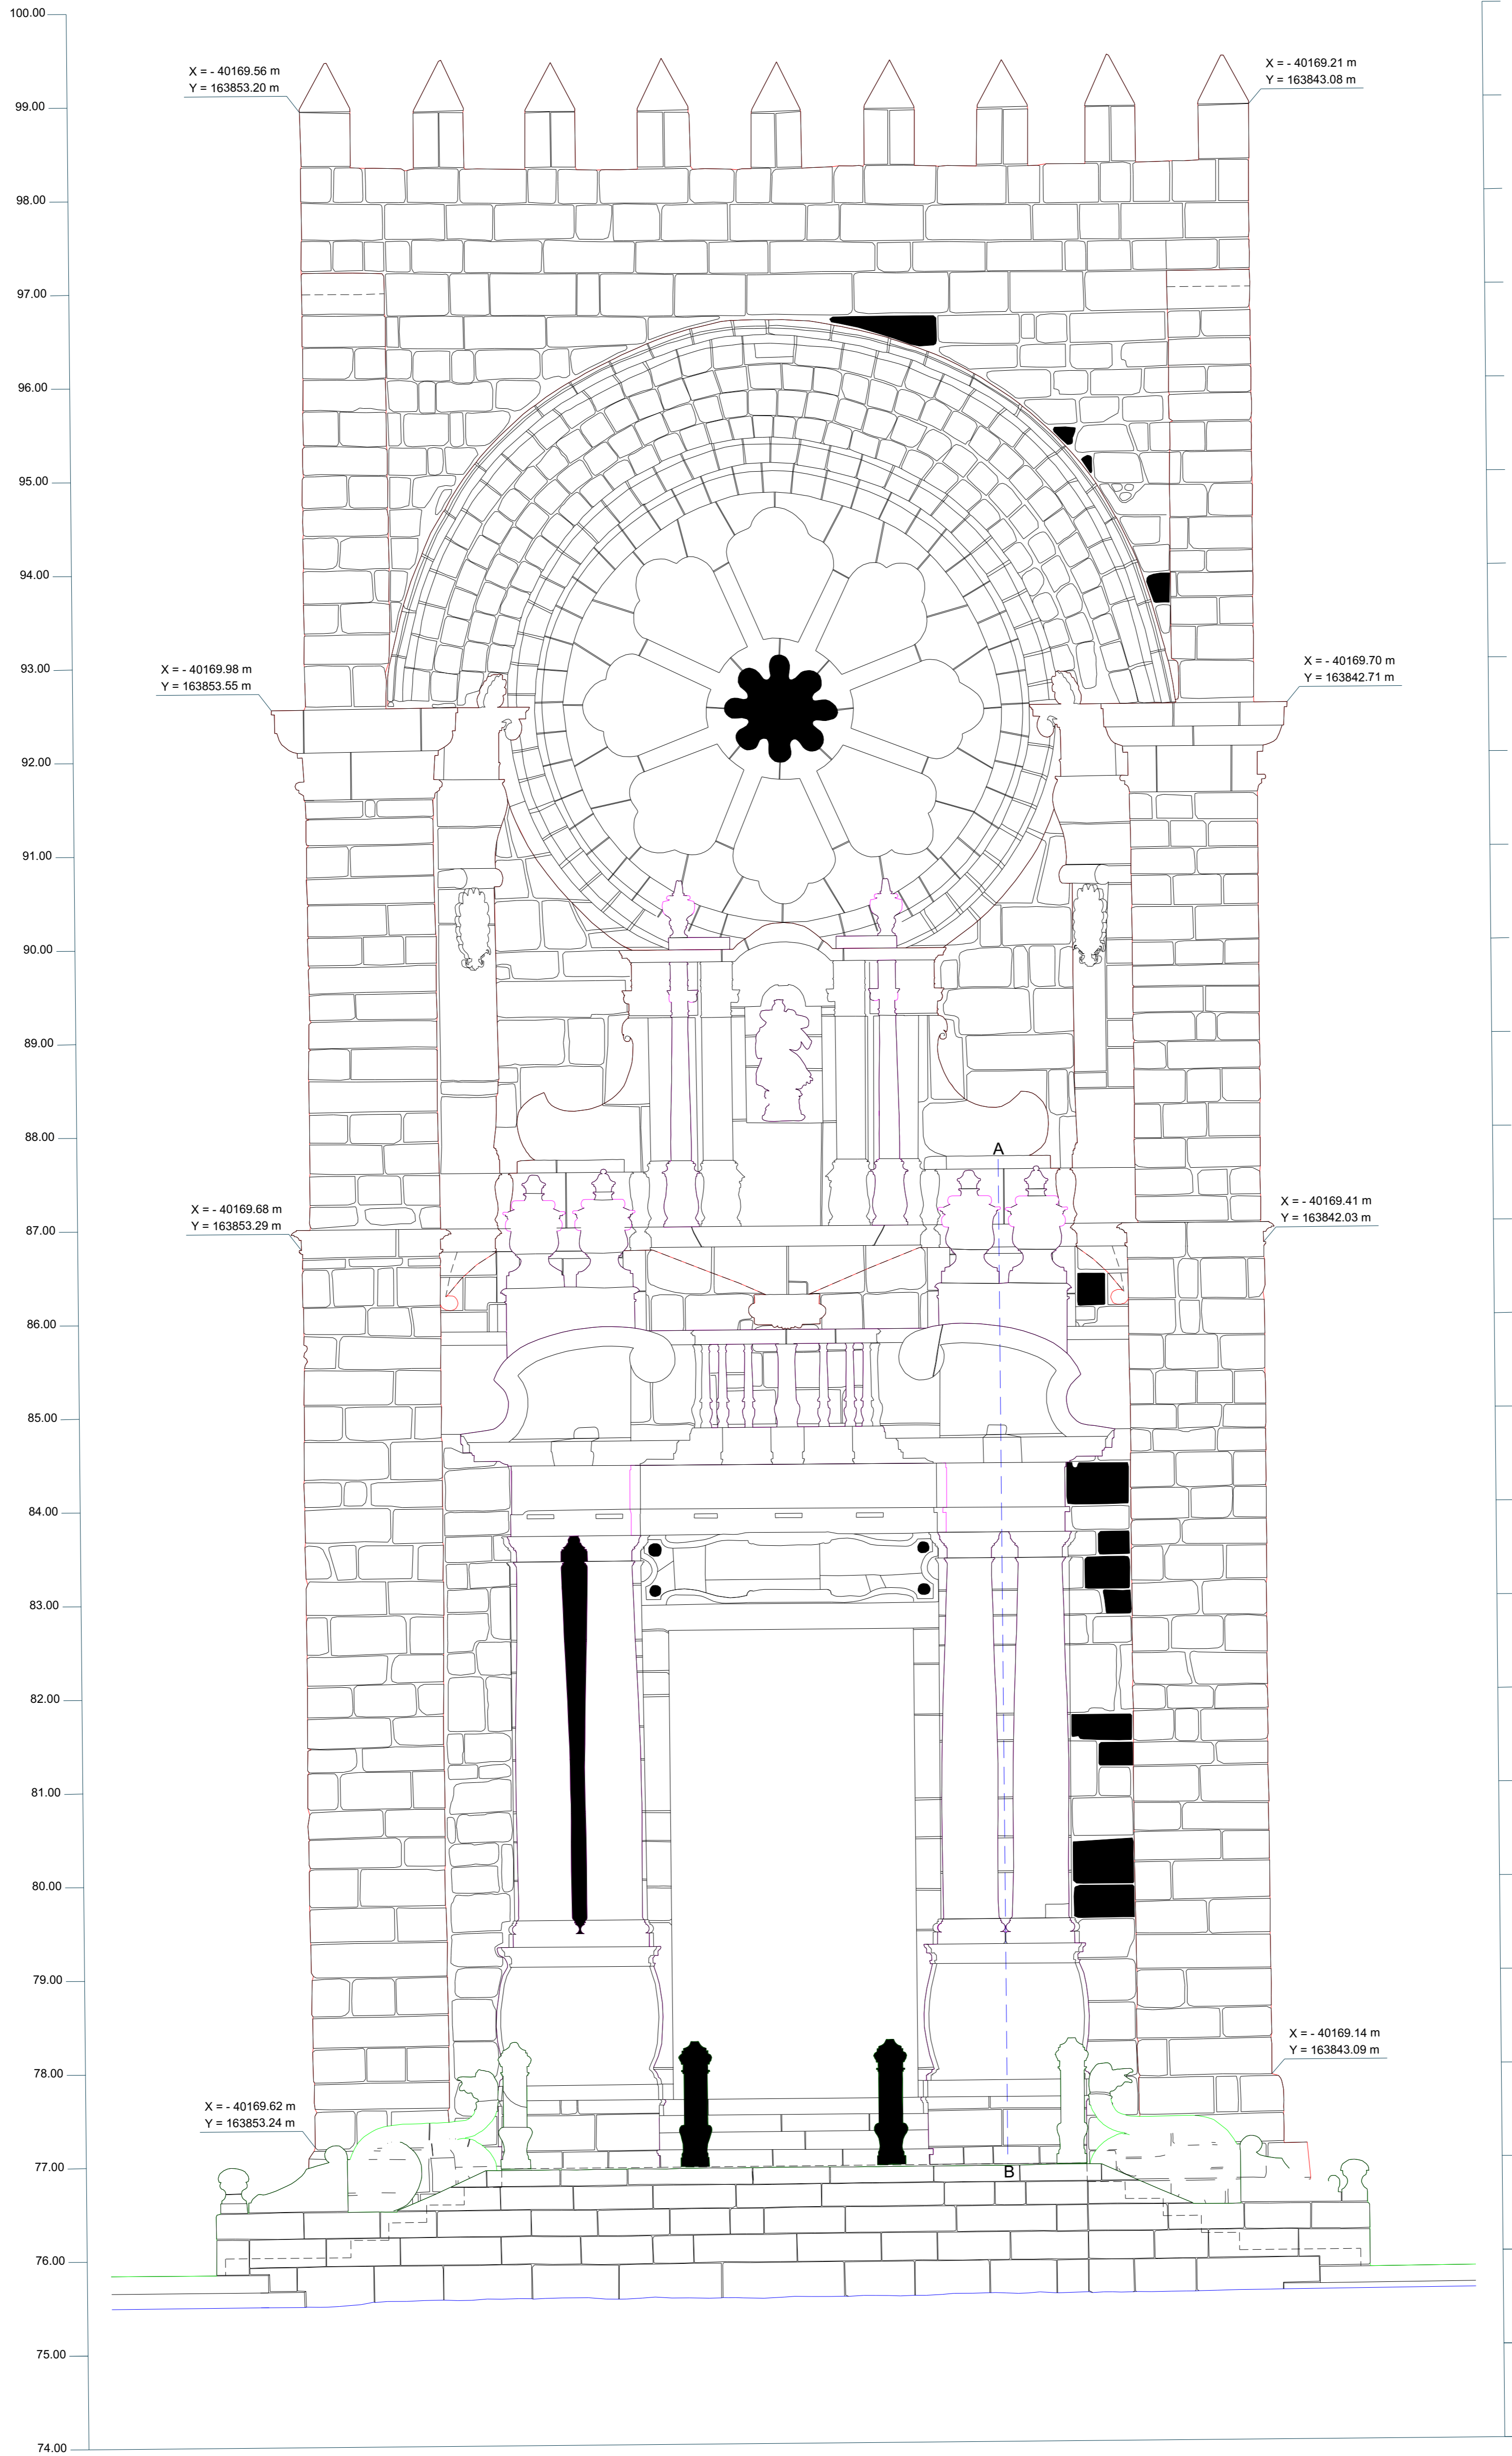 100.00
X = - 40169.56 m
Y = 163853.20 m
X = - 40169.21 m
Y = 163843.08 m
99.00
98.00
97.00
96.00
95.00
94.00
93.00
X = - 40169.98 m
Y = 163853.55 m
X = - 40169.70 m
Y = 163842.71 m
92.00
91.00
90.00
89.00
88.00
A
87.00
X = - 40169.68 m
Y = 163853.29 m
X = - 40169.41 m
Y = 163842.03 m
86.00
85.00
84.00
83.00
82.00
81.00
80.00
79.00
78.00
X = - 40169.14 m
Y = 163843.09 m
X = - 40169.62 m
Y = 163853.24 m
77.00
B
76.00
75.00
74.00